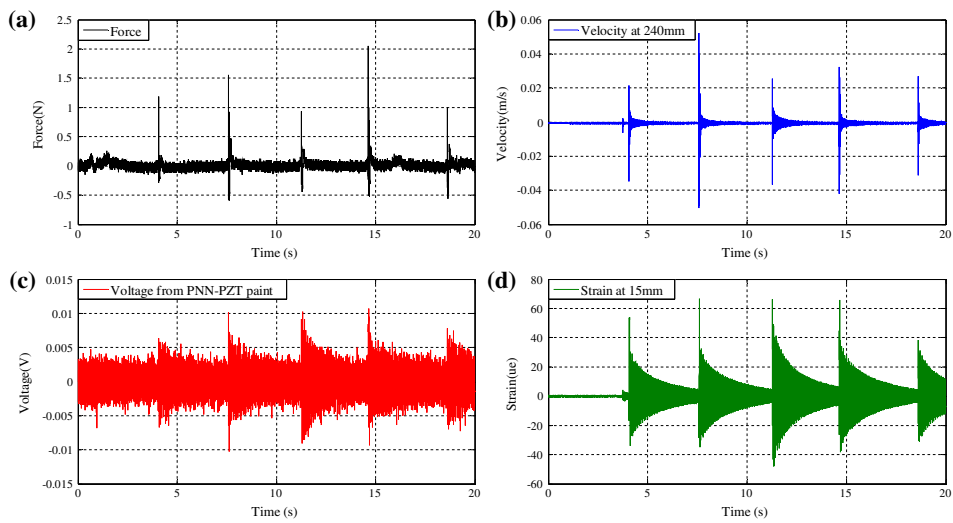 (a)
Force
2.5
2
1.5
1
0.5
0
-0.5
-1
Force(N)
0 5 10 15 20
Time (s)
(b)
Velocity at 240mm
0.06
0.04
0.02
0
-0.02
-0.04
-0.06
Velocity(m/s)
0 5 10 15 20
Time (s)
(c)
Voltage from PNN-PZT paint
0.015
0.01
0.005
0
-0.005
-0.01
-0.015
Voltage(V)
0 5 10 15 20
Time (s)
(d)
Strain at 15mm
80
60
40
20
0
-20
-40
-60
Strain(ue)
0 5 10 15 20
Time (s)